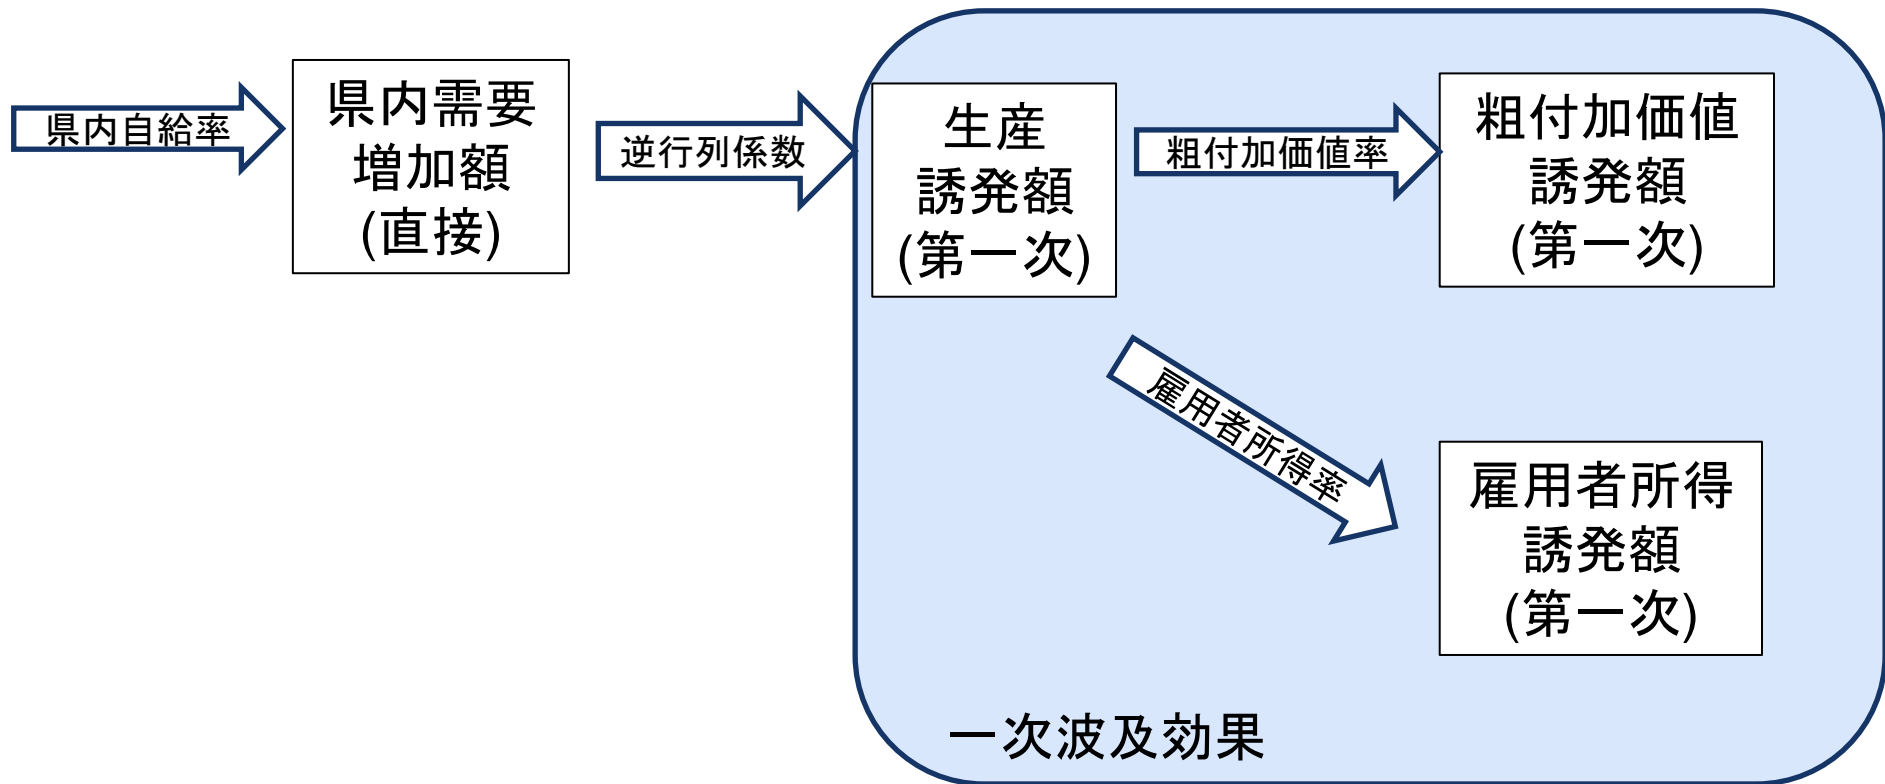 県内自給率
県内需要
増加額
(直接)
逆行列係数
生産
誘発額
(第一次)
粗付加価値率
粗付加価値
誘発額
(第一次)
雇用者所得率
雇用者所得
誘発額
(第一次)
一次波及効果